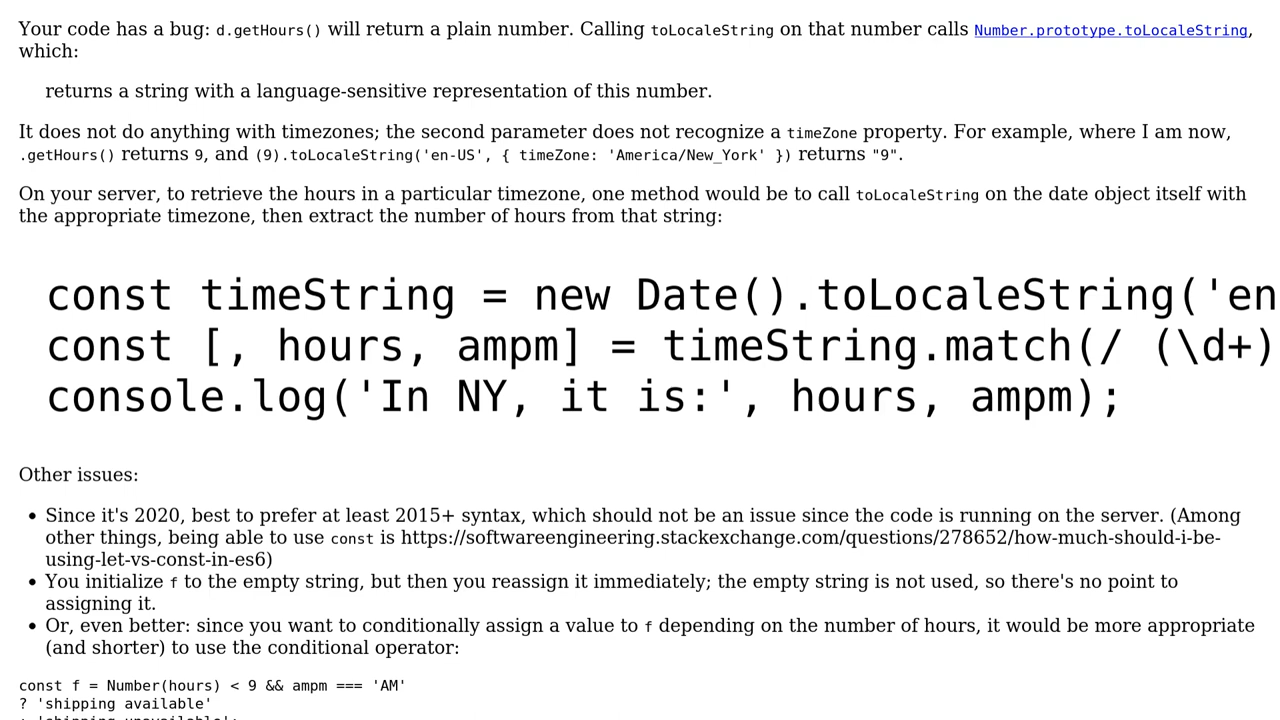 Your code has a bug: d.getHours() will return a plain number. Calling toLocaleString on that number calls Number.prototype.toLocaleString,
which:
returns a string with a language-sensitive representation of this number.
It does not do anything with timezones; the second parameter does not recognize a timeZone property. For example, where I am now,
.getHours() returns 9, and (9).toLocaleString('en-US', { timeZone: 'America/New_York' }) returns "9".
On your server, to retrieve the hours in a particular timezone, one method would be to call toLocaleString on the date object itself with
the appropriate timezone, then extract the number of hours from that string:
const timeString = new Date().toLocaleString('en
const [, hours, ampm] = timeString.match(/ (\d+)
console.log('In NY, it is:', hours, ampm);
Other issues:
• Since it's 2020, best to prefer at least 2015+ syntax, which should not be an issue since the code is running on the server. (Among
other things, being able to use const is https://softwareengineering.stackexchange.com/questions/278652/how-much-should-i-be-
using-let-vs-const-in-es6)
• You initialize f to the empty string, but then you reassign it immediately; the empty string is not used, so there's no point to
assigning it.
• Or, even better: since you want to conditionally assign a value to f depending on the number of hours, it would be more appropriate
(and shorter) to use the conditional operator:
const f = Number(hours) < 9 && ampm === 'AM'
? 'shipping available'
: 'shipping unavailable';